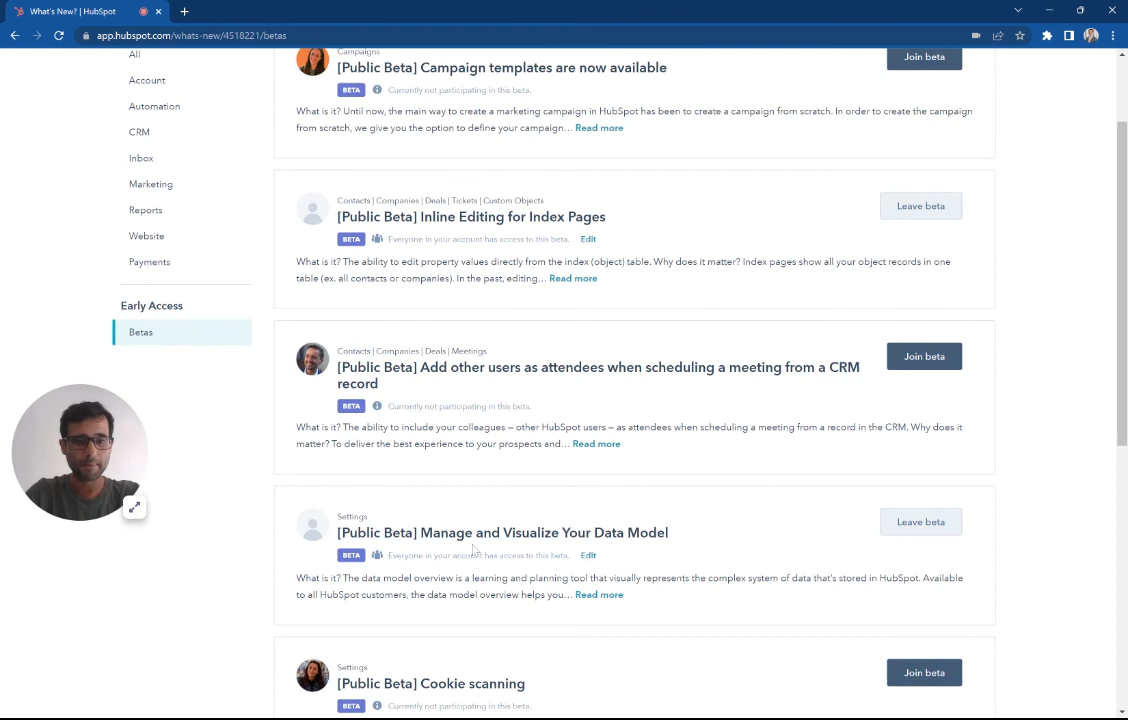 What's New? | HubSpot
app.hubspot.com/whats-new/4518221/betas
All
Account
Automation
CRM
Inbox
Marketing
Reports
Website
Payments
Early Access
Betas
Campaigns
[Public Beta] Campaign templates are now available
Join beta
BETA Currently not participating in this beta.
What is it? Until now, the main way to create a marketing campaign in HubSpot has been to create a campaign from scratch. In order to create the campaign
from scratch, we give you the option to define your campaign... Read more
Contacts | Companies | Deals | Tickets | Custom Objects
[Public Beta] Inline Editing for Index Pages
Leave beta
BETA Everyone in your account has access to this beta. Edit
What is it? The ability to edit property values directly from the index (object) table. Why does it matter? Index pages show all your object records in one
table (ex. all contacts or companies). In the past, editing... Read more
Contacts | Companies | Deals | Meetings
[Public Beta] Add other users as attendees when scheduling a meeting from a CRM
record
Join beta
BETA Currently not participating in this beta.
What is it? The ability to include your colleagues – other HubSpot users – as attendees when scheduling a meeting from a record in the CRM. Why does it
matter? To deliver the best experience to your prospects and... Read more
Settings
[Public Beta] Manage and Visualize Your Data Model
Leave beta
BETA Everyone in your account has access to this beta. Edit
What is it? The data model overview is a learning and planning tool that visually represents the complex system of data that's stored in HubSpot. Available
to all HubSpot customers, the data model overview helps you... Read more
Settings
[Public Beta] Cookie scanning
Join beta
BETA Currently not participating in this beta.